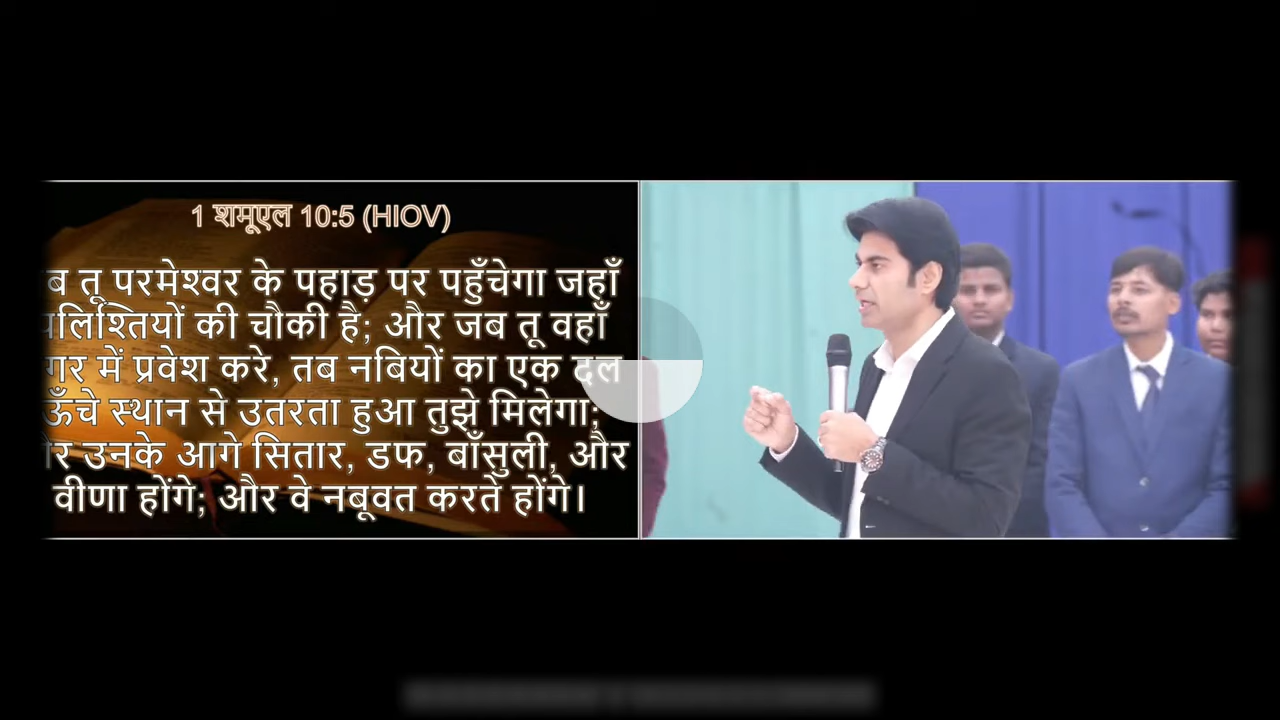 1 शमूएल 10:5 (HIOV)
तू परमेश्वर के पहाड़ पर पहुँचेगा जहाँ
की चौकी है; और जब तू वहाँ
में प्रवेश करे, तब नबियों का एक दल
ऊँचे स्थान से उतरता हुआ तुझे मिलेगा;
उनके आगे सितार, डफ, बाँसुली, और
वीणा होंगे; और वे नबूवत करते होंगे।